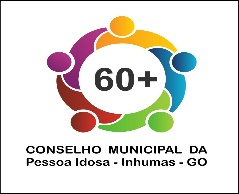 60+
CONSELHO MUNICIPAL DA
Pessoa Idosa - Inhumas - GO